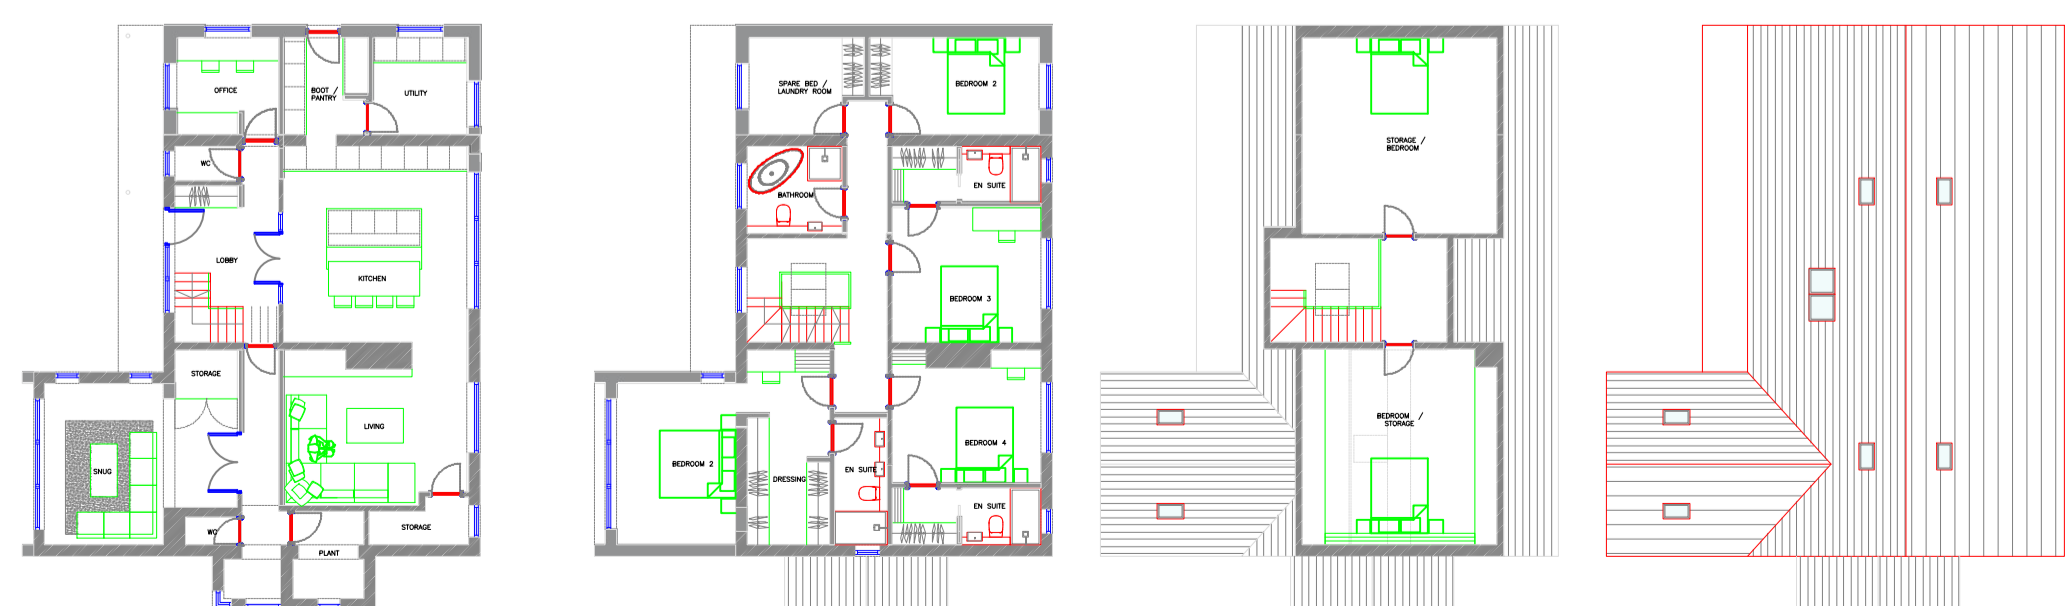 OFFICE
BOOT /
PANTRY
UTILITY
WC
LOBBY
KITCHEN
STORAGE
LIVING
SNUG
WC
STORAGE
PLANT
SPARE BED /
LAUNDRY ROOM
BEDROOM 2
BATHROOM
EN SUITE
BEDROOM 3
BEDROOM 4
BEDROOM 2
EN SUITE
DRESSING
EN SUITE
STORAGE /
BEDROOM
BEDROOM /
STORAGE